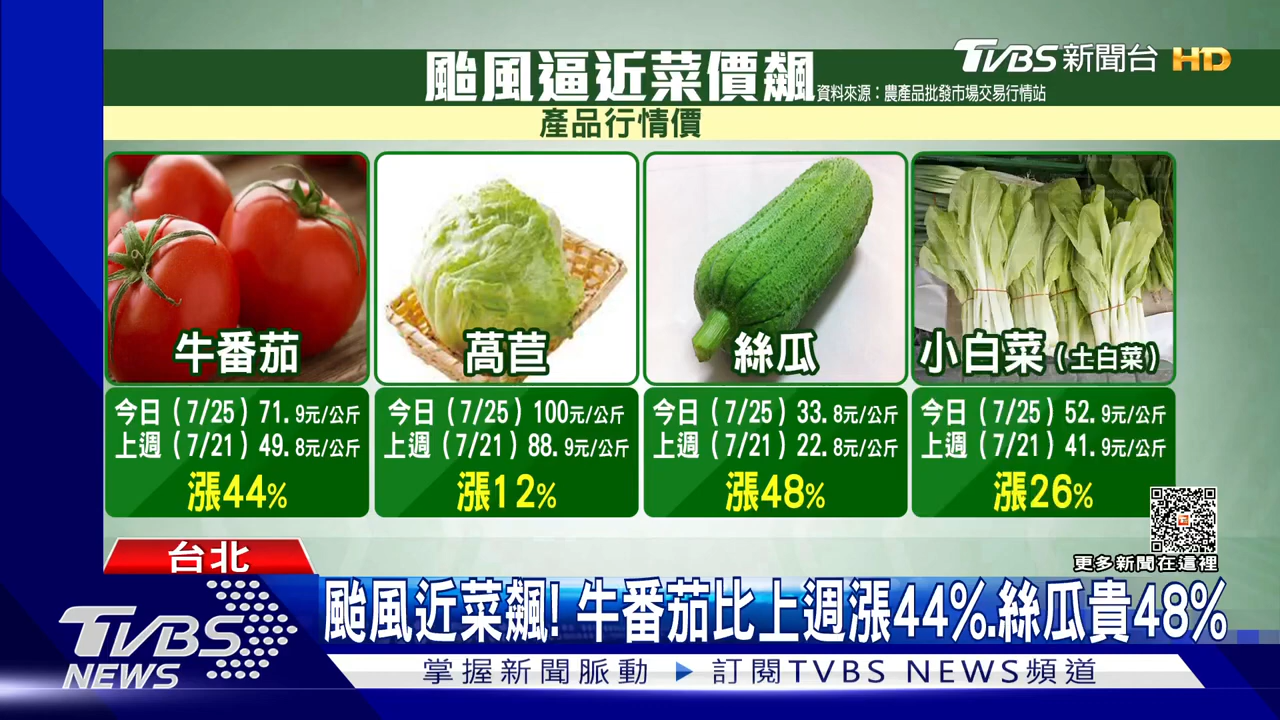 颱風逼近菜價飆
資料來源：農產品批發市場交易行情站
TVBS新聞台 HD
產品行情價
牛番茄
今日（7/25）71.9元/公斤
上週（7/21）49.8元/公斤
漲44%
萵苣
今日（7/25）100元/公斤
上週（7/21）88.9元/公斤
漲12%
絲瓜
今日（7/25）33.8元/公斤
上週（7/21）22.8元/公斤
漲48%
小白菜（土白菜）
今日（7/25）52.9元/公斤
上週（7/21）41.9元/公斤
漲26%
更多新聞在這裡
台北
颱風近菜飆!牛番茄比上週漲44%.絲瓜貴48%
TVBS
NEWS
掌握新聞脈動 ▶ 訂閱TVBS NEWS頻道